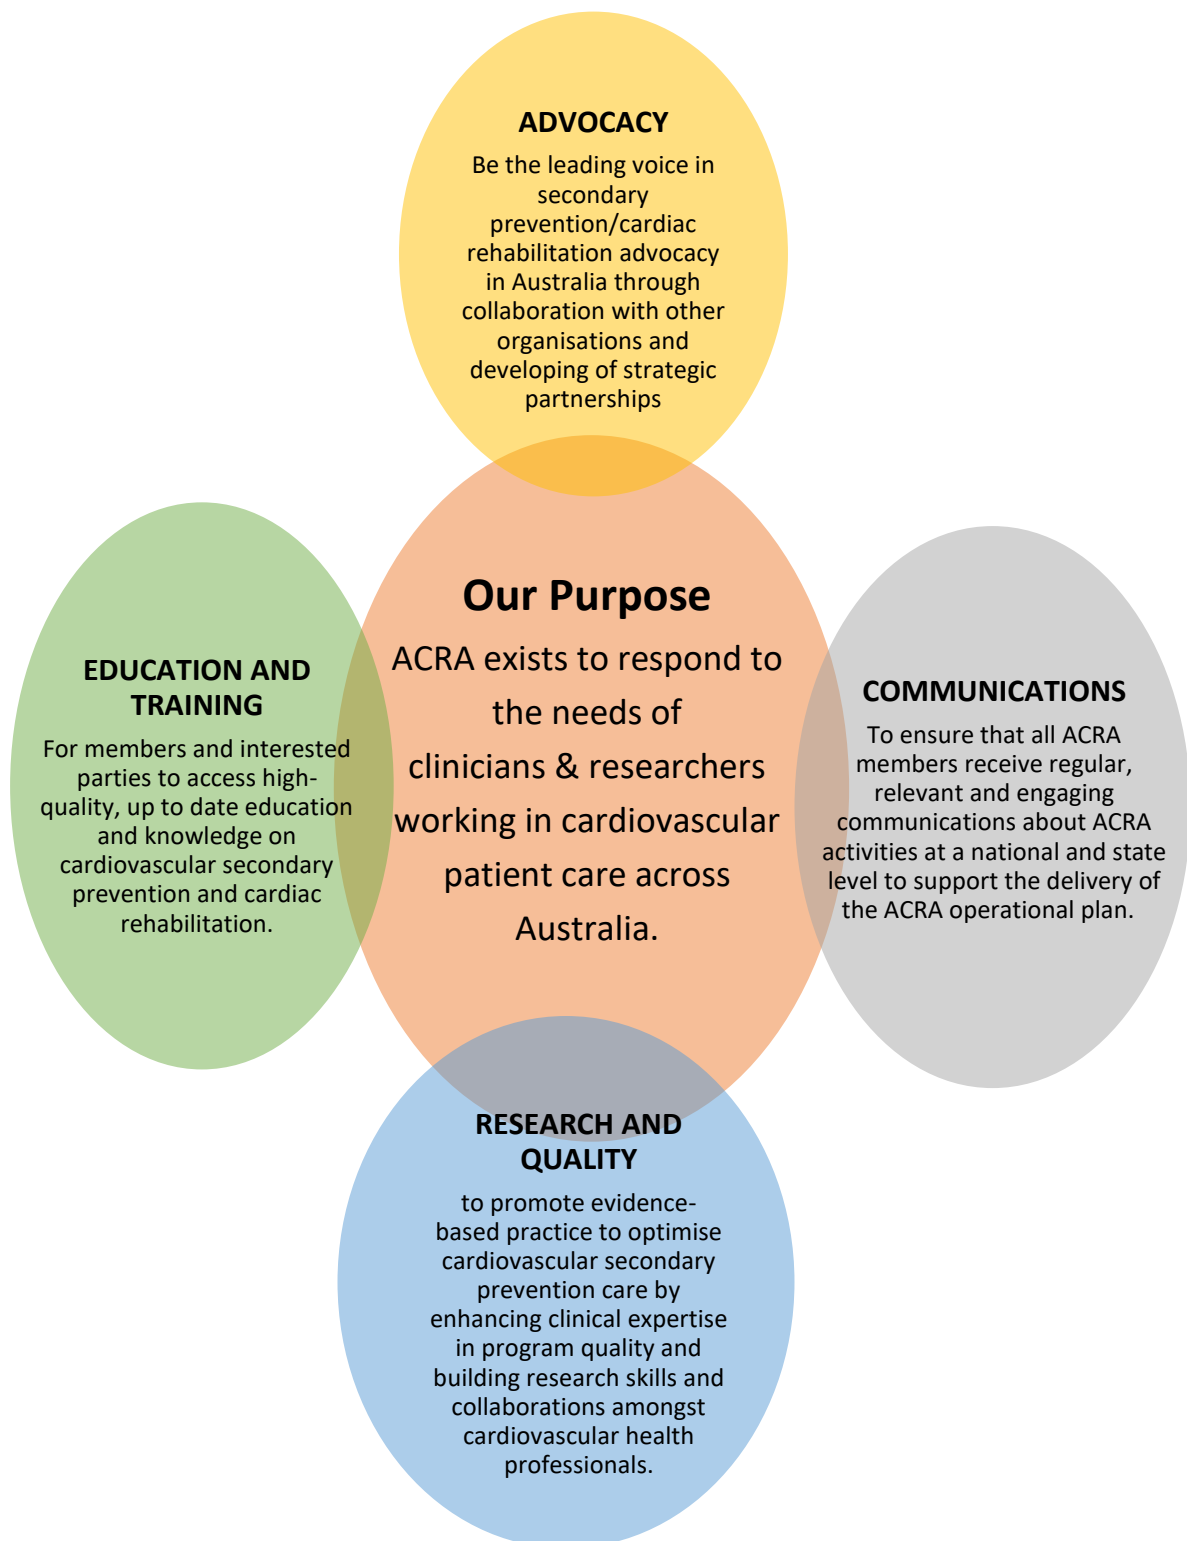 ADVOCACY
Be the leading voice in
secondary
prevention/cardiac
rehabilitation advocacy
in Australia through
collaboration with other
organisations and
developing of strategic
partnerships
Our Purpose
ACRA exists to respond to
the needs of
clinicians & researchers
working in cardiovascular
patient care across
Australia.
EDUCATION AND
TRAINING
For members and interested
parties to access high-
quality, up to date education
and knowledge on
cardiovascular secondary
prevention and cardiac
rehabilitation.
COMMUNICATIONS
To ensure that all ACRA
members receive regular,
relevant and engaging
communications about ACRA
activities at a national and state
level to support the delivery of
the ACRA operational plan.
RESEARCH AND
QUALITY
to promote evidence-
based practice to optimise
cardiovascular secondary
prevention care by
enhancing clinical expertise
in program quality and
building research skills and
collaborations amongst
cardiovascular health
professionals.